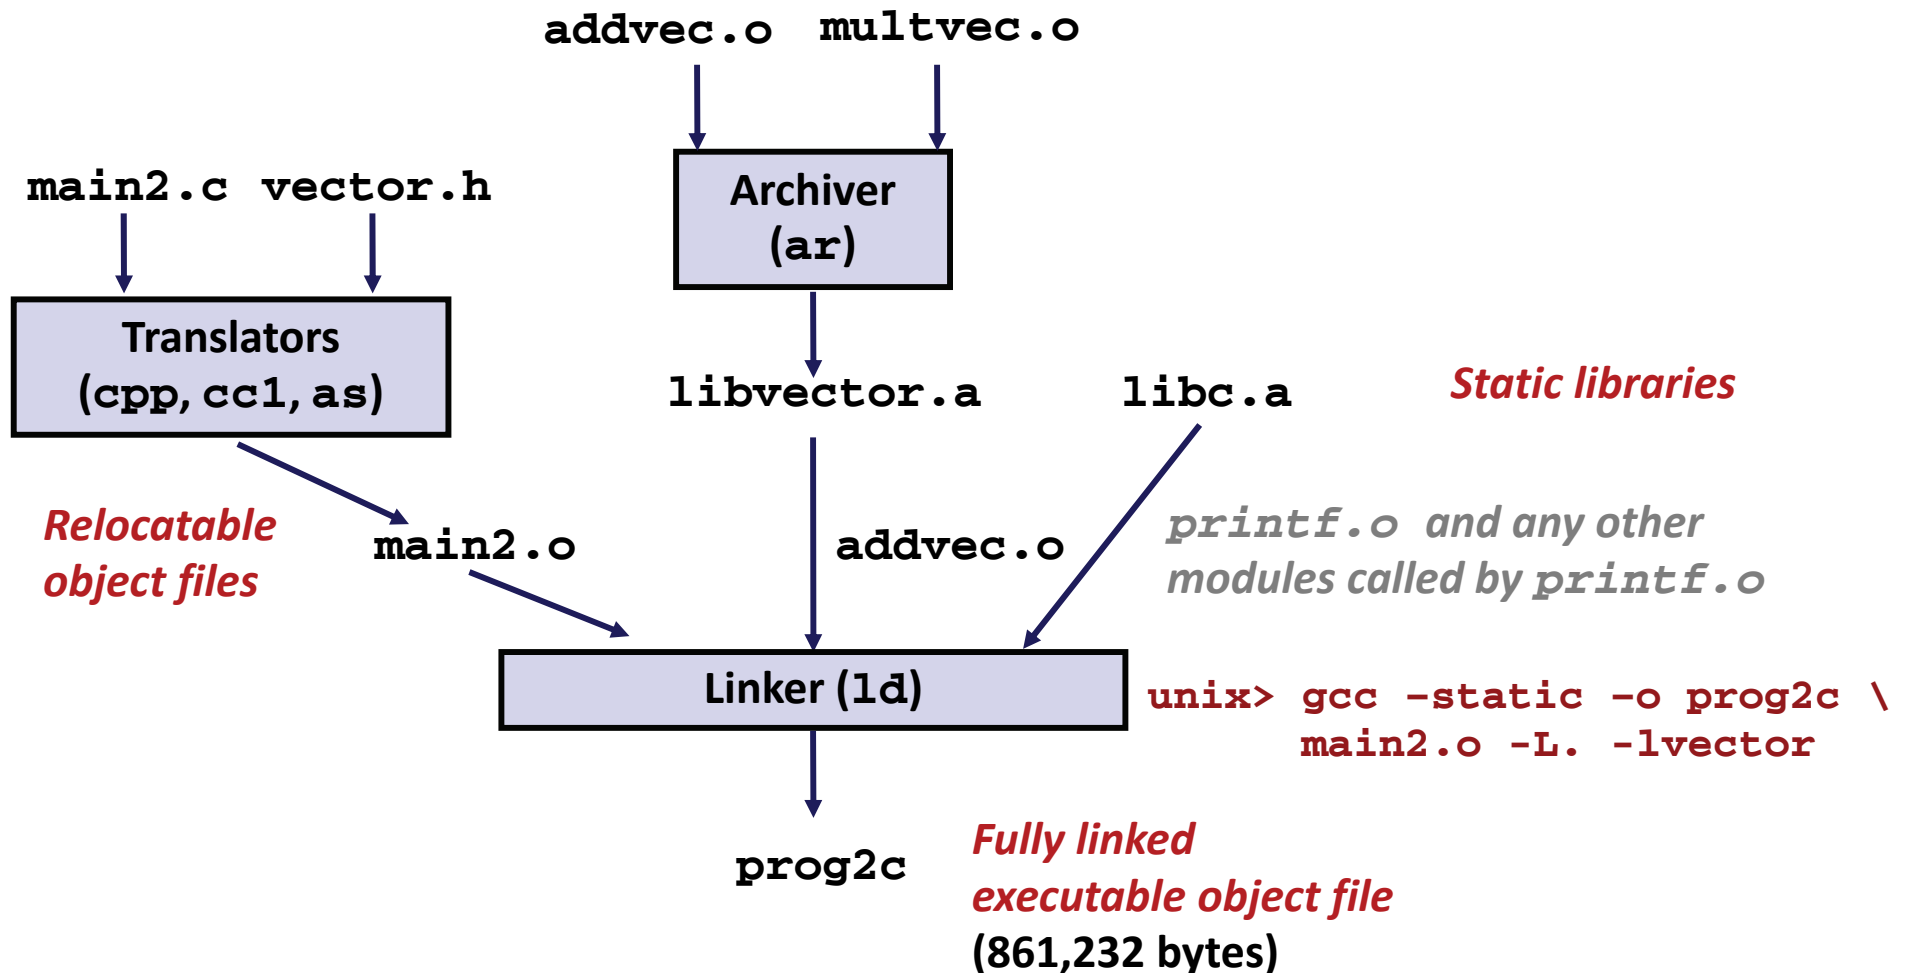 addvec.o multvec.o
main2.c vector.h
Archiver
(ar)
Translators
(cpp, cc1, as)
libvector.a libc.a
Static libraries
Relocatable
object files
main2.o
addvec.o
printf.o and any other
modules called by printf.o
Linker (ld)
unix> gcc –static –o prog2c \
main2.o -L. -lvector
prog2c
Fully linked
executable object file
(861,232 bytes)